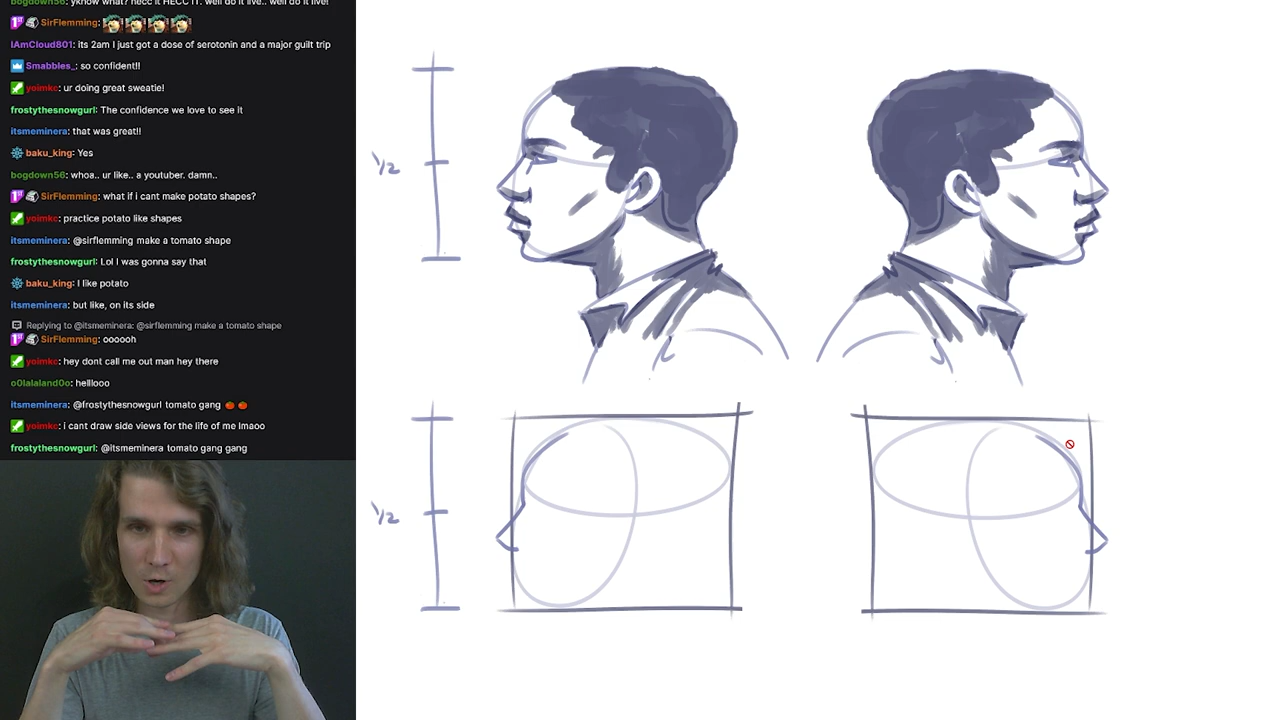 bogdown56: yknow what? hecc it HECC IT. well do it live.. well do it live!
SirFlemming:
IAmCloud801: its 2am I just got a dose of serotonin and a major guilt trip
Smabbles_: so confident!!
yoimkc: ur doing great sweatie!
frostythesnowgurl: The confidence we love to see it
itsmeminera: that was great!!
baku_king: Yes
bogdown56: whoa.. ur like.. a youtuber. damn..
SirFlemming: what if i cant make potato shapes?
yoimkc: practice potato like shapes
itsmeminera: @sirflemming make a tomato shape
frostythesnowgurl: Lol I was gonna say that
baku_king: I like potato
itsmeminera: but like, on its side
Replying to @itsmeminera: @sirflemming make a tomato shape
SirFlemming: oooooh
yoimkc: hey dont call me out man hey there
o0lalaland0o: helllooo
itsmeminera: @frostythesnowgurl tomato gang 🍅 🍅
yoimkc: i cant draw side views for the life of me lmaoo
frostythesnowgurl: @itsmeminera tomato gang gang
1/2
1/2